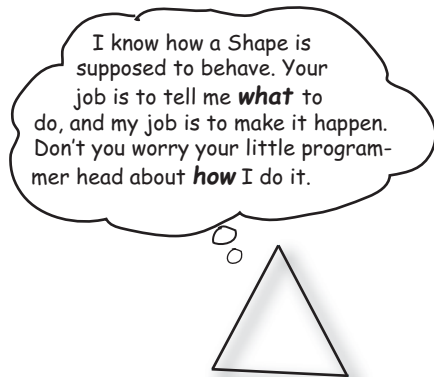 I know how a Shape is
supposed to behave. Your
job is to tell me what to
do, and my job is to make it happen.
Don't you worry your little program-
mer head about how I do it.